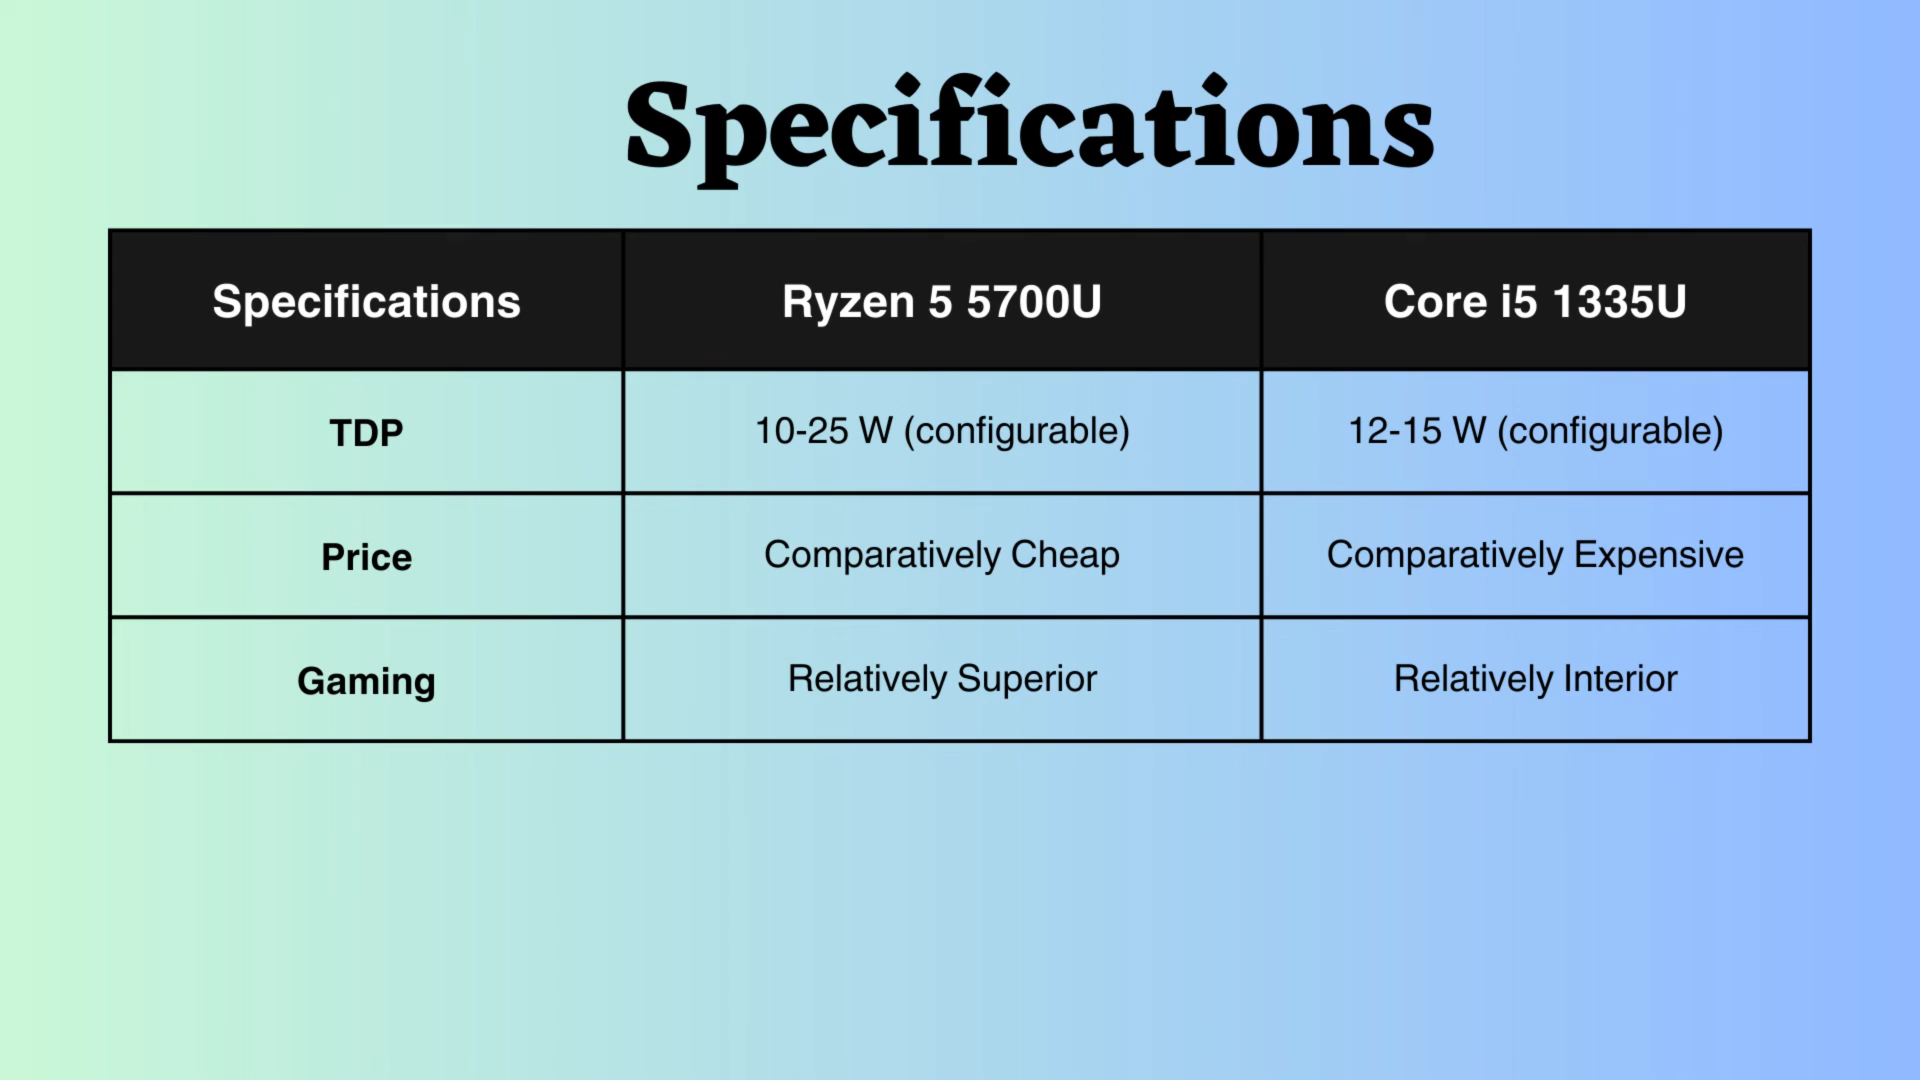 Specifications
Specifications Ryzen 5 5700U Core i5 1335U
TDP 10-25 W (configurable) 12-15 W (configurable)
Price Comparatively Cheap Comparatively Expensive
Gaming Relatively Superior Relatively Interior